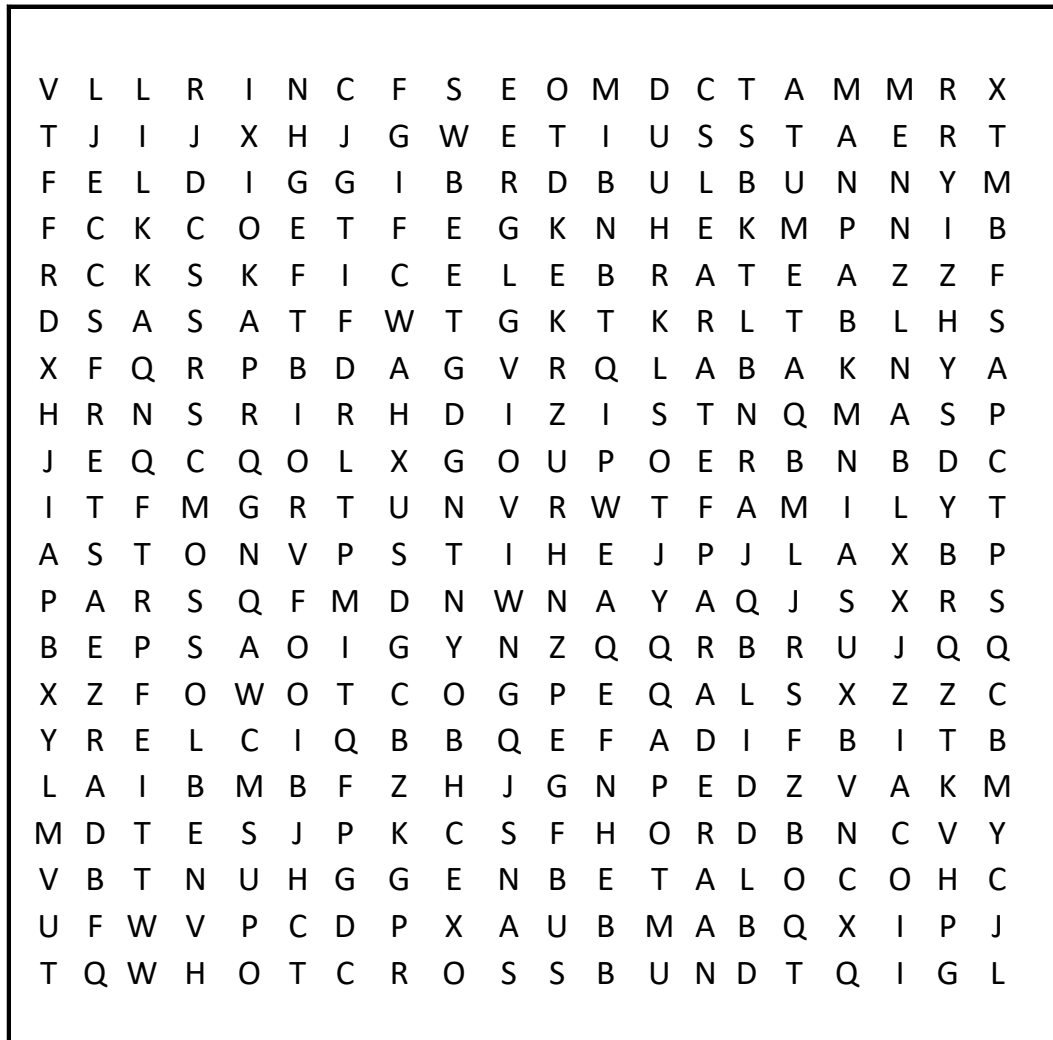 V L L R I N C F S E O M D C T A M M R X
T J I J X H J G W E T I U S S T A E R T
F E L D I G G I B R D B U L B U N N Y M
F C K C O E T F E G K N H E K M P N I B
R C K S K F I C E L E B R A T E A Z Z F
D S A S A T F W T G K T K R L T B L H S
X F Q R P B D A G V R Q L A B A K N Y A
H R N S R I R H D I Z I S T N Q M A S P
J E Q C Q O L X G O U P O E R B N B D C
I T F M G R T U N V R W T F A M I L Y T
A S T O N V P S T I H E J P J L A X B P
P A R S Q F M D N W N A Y A Q J S X R S
B E P S A O I G Y N Z Q Q R B R U J Q Q
X Z F O W O T C O G P E Q A L S X Z Z C
Y R E L C I Q B B Q E F A D I F B I T B
L A I B M B F Z H J G N P E D Z V A K M
M D T E S J P K C S F H O R D B N C V Y
V B T N U H G G E N B E T A L O C O H C
U F W V P C D P X A U B M A B Q X I P J
T Q W H O T C R O S S B U N D T Q I G L